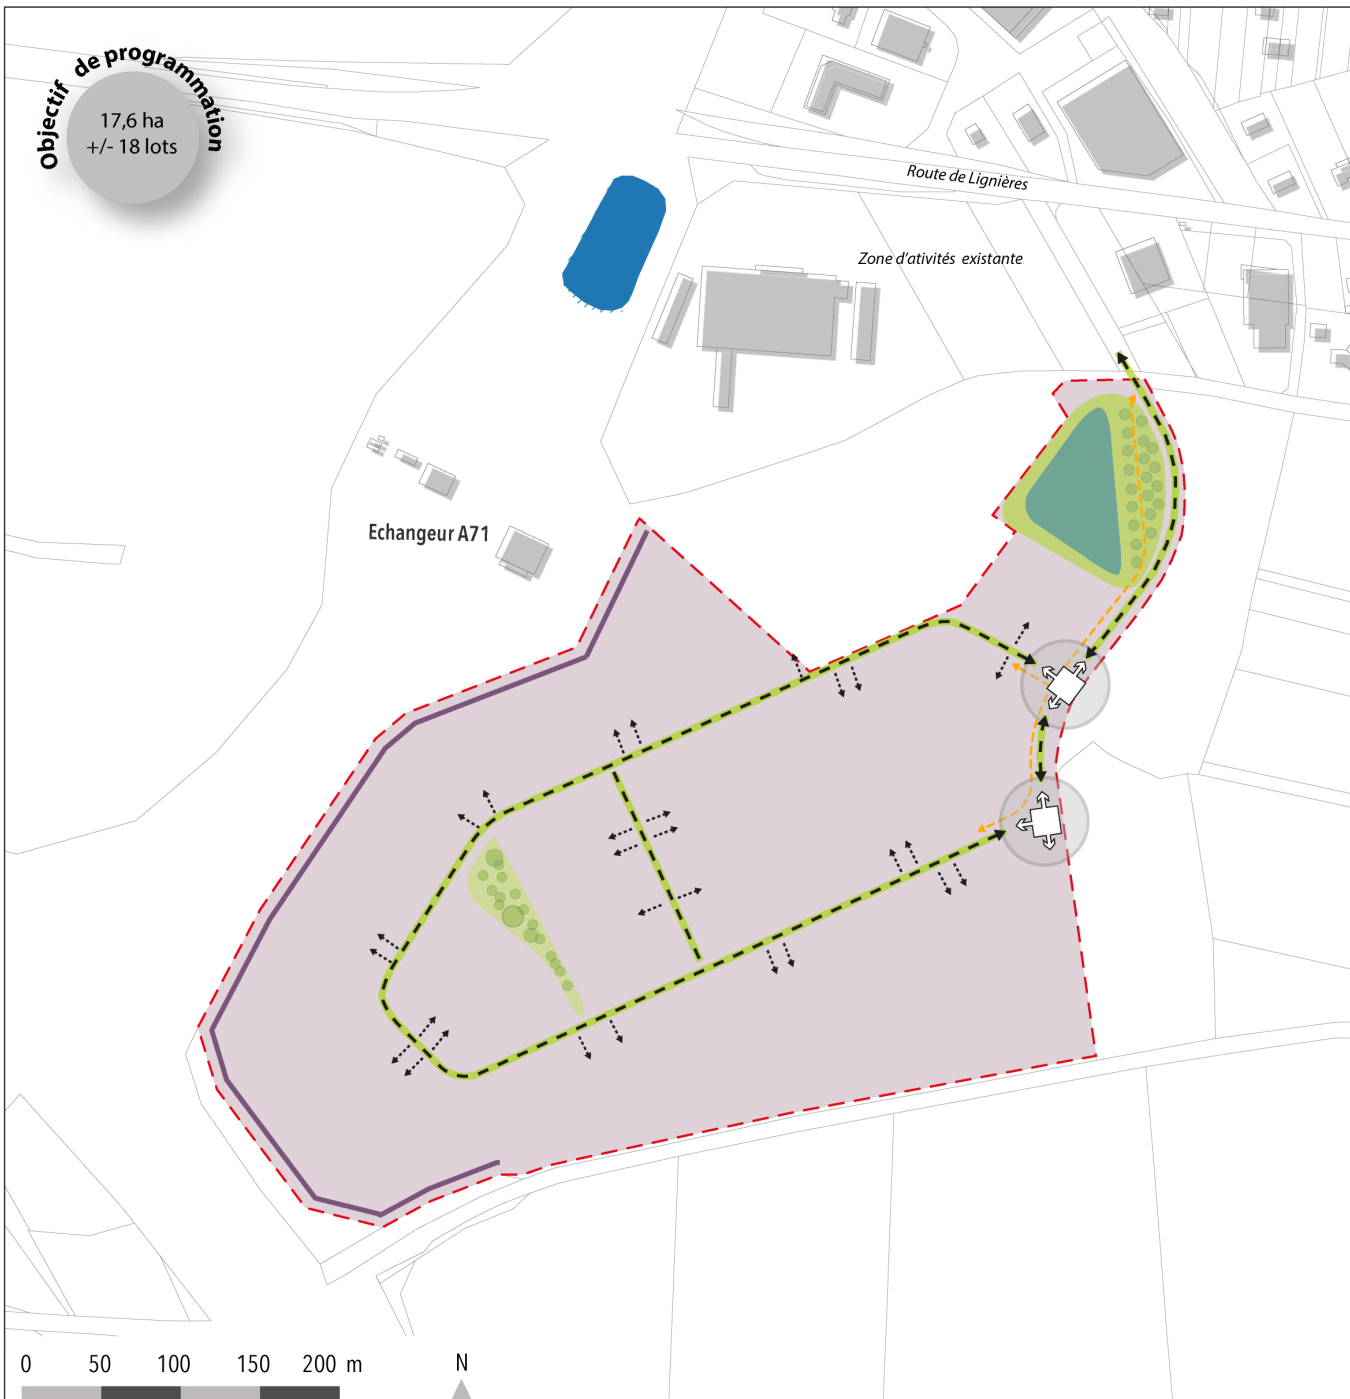 Objectif de programmation
17,6 ha
+/- 18 lots
Route de Lignières
Zone d'ativités existante
Echangeur A71
0 50 100 150 200 m
N